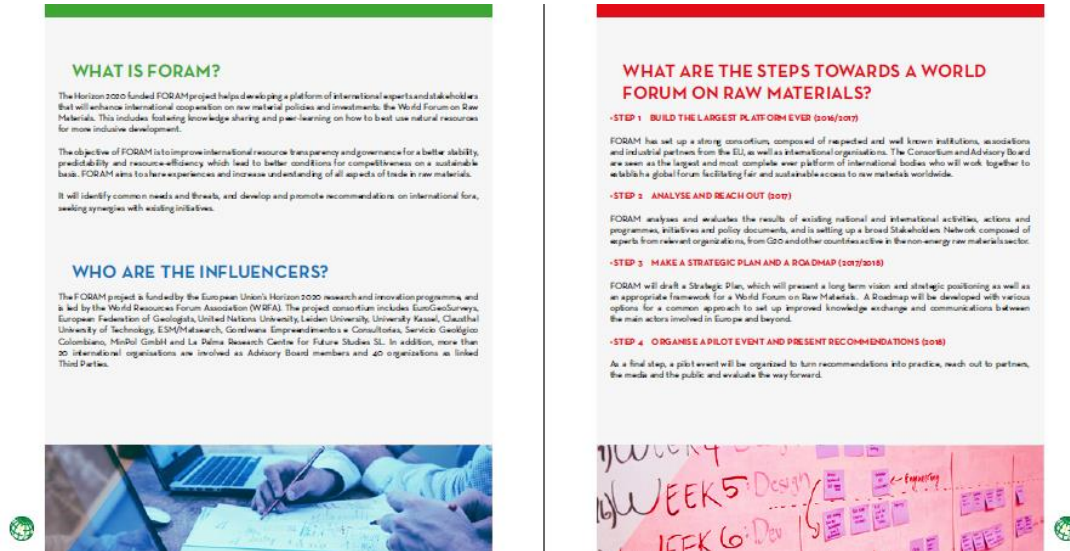 WHAT IS FORAM?
The Horizon 2020 funded FORAM project helps developing a platform of international experts and stakeholders
that will enhance international cooperation on raw material policies and investments: the World Forum on Raw
Materials. This includes fostering knowledge sharing and peer-learning on how to best use natural resources
for more inclusive development.
The objective of FORAM is to improve international resource transparency and governance for a better stability,
predictability and resource-efficiency, which lead to better conditions for competitiveness on a sustainable
basis. FORAM aims to share experiences and increase understanding of all aspects of trade in raw materials.
It will identify common needs and threats, and develop and promote recommendations on international fora,
seeking synergies with existing initiatives.
WHO ARE THE INFLUENCERS?
The FORAM project is funded by the European Union's Horizon 2020 research and innovation programme, and
is led by the World Resources Forum Association (WRFA). The project consortium includes EuroGeoSurveys,
European Federation of Geologists, United Nations University, Leiden University, University Kassel, Clausthal
University of Technology, ESM/Matsearch, Gondwana Empreendimentos e Consultorias, Servicio Geológico
Colombiano, MinPol GmbH and La Palma Research Centre for Future Studies SL. In addition, more than
20 international organisations are involved as Advisory Board members and 40 organizations as linked
Third Parties.
WHAT ARE THE STEPS TOWARDS A WORLD
FORUM ON RAW MATERIALS?
•STEP 1 BUILD THE LARGEST PLATFORM EVER (2016/2017)
FORAM has set up a strong consortium, composed of respected and well known institutions, associations
and industrial partners from the EU, as well as international organisations. The Consortium and Advisory Board
are seen as the largest and most complete ever platform of international bodies who will work together to
establish a global forum facilitating fair and sustainable access to raw materials worldwide.
•STEP 2 ANALYSE AND REACH OUT (2017)
FORAM analyses and evaluates the results of existing national and international activities, actions and
programmes, initiatives and policy documents, and is setting up a broad Stakeholders Network composed of
experts from relevant organizations, from G20 and other countries active in the non-energy raw materials sector.
•STEP 3 MAKE A STRATEGIC PLAN AND A ROADMAP (2017/2018)
FORAM will draft a Strategic Plan, which will present a long term vision and strategic positioning as well as
an appropriate framework for a World Forum on Raw Materials. A Roadmap will be developed with various
options for a common approach to set up improved knowledge exchange and communications between
the main actors involved in Europe and beyond.
•STEP 4 ORGANISE A PILOT EVENT AND PRESENT RECOMMENDATIONS (2018)
As a final step, a pilot event will be organized to turn recommendations into practice, reach out to partners,
the media and the public and evaluate the way forward.
WEEK 4
WEEK 5: Design
Engineering
WEEK 6: Dev